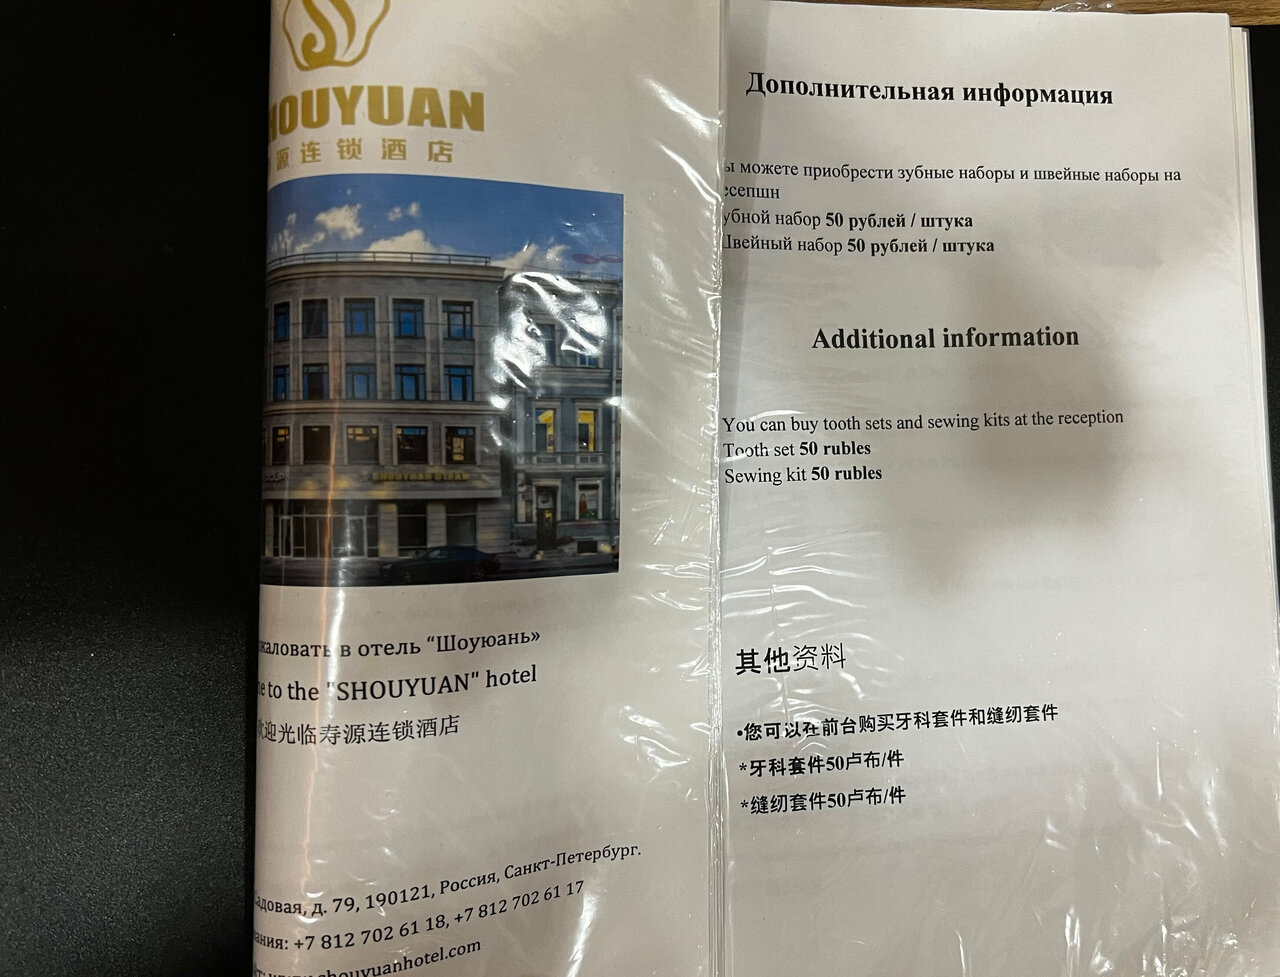 SHOUYUAN
源连锁酒店
в отель “Шоуюань»
to the "SHOUYUAN" hotel
欢迎光临寿源连锁酒店
Садовая, д. 79, 190121, Россия, Санкт-Петербург.
+7 812 702 61 18, +7 812 702 61 17
shouyuanhotel.com
Дополнительная информация
можете приобрести зубные наборы и швейные наборы на
ресепшн
набор 50 рублей / штука
Швейный набор 50 рублей / штука
Additional information
You can buy tooth sets and sewing kits at the reception
Tooth set 50 rubles
Sewing kit 50 rubles
其他资料
•您可以在前台购买牙科套件和缝纫套件
*牙科套件50卢布/件
*缝纫套件50卢布/件